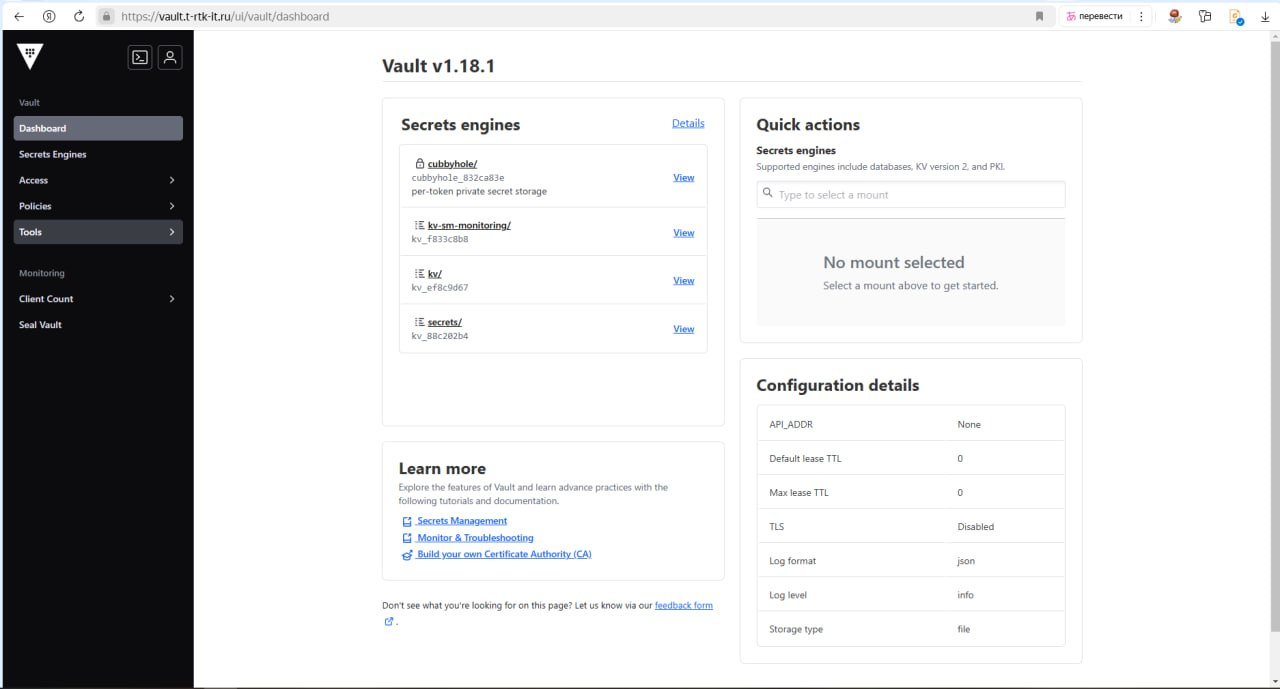 https://vault.t-rtk-it.ru/ui/vault/dashboard
перевести
Vault
Dashboard
Secrets Engines
Access
Policies
Tools
Monitoring
Client Count
Seal Vault
Vault v1.18.1
Secrets engines
Details
cubbyhole/
cubbyhole_832ca83e
per-token private secret storage
View
kv-sm-monitoring/
kv_f833c8b8
View
kv/
kv_ef8c9d67
View
secrets/
kv_88c202b4
View
Learn more
Explore the features of Vault and learn advance practices with the
following tutorials and documentation.
Secrets Management
Monitor & Troubleshooting
Build your own Certificate Authority (CA)
Don't see what you're looking for on this page? Let us know via our feedback form
.
Quick actions
Secrets engines
Supported engines include databases, KV version 2, and PKI.
Type to select a mount
No mount selected
Select a mount above to get started.
Configuration details
API_ADDR None
Default lease TTL 0
Max lease TTL 0
TLS Disabled
Log format json
Log level info
Storage type file